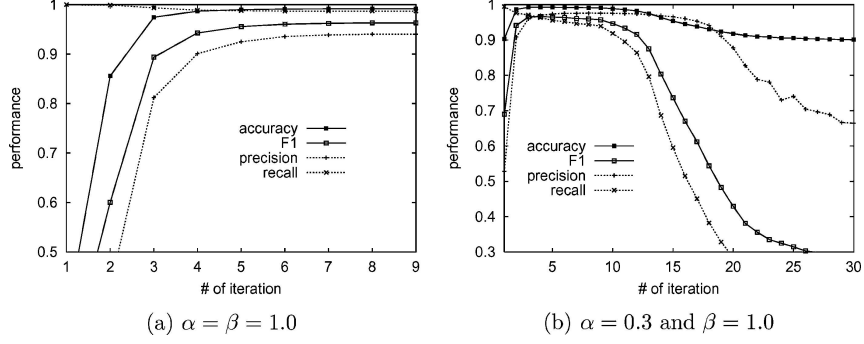 1
0.9
0.8
0.7
0.6
0.5
performance
accuracy
F1
precision
recall
1 2 3 4 5 6 7 8 9
# of iteration
(a) α = β = 1.0
1
0.9
0.8
0.7
0.6
0.5
0.4
0.3
performance
accuracy
F1
precision
recall
5 10 15 20 25 30
# of iteration
(b) α = 0.3 and β = 1.0